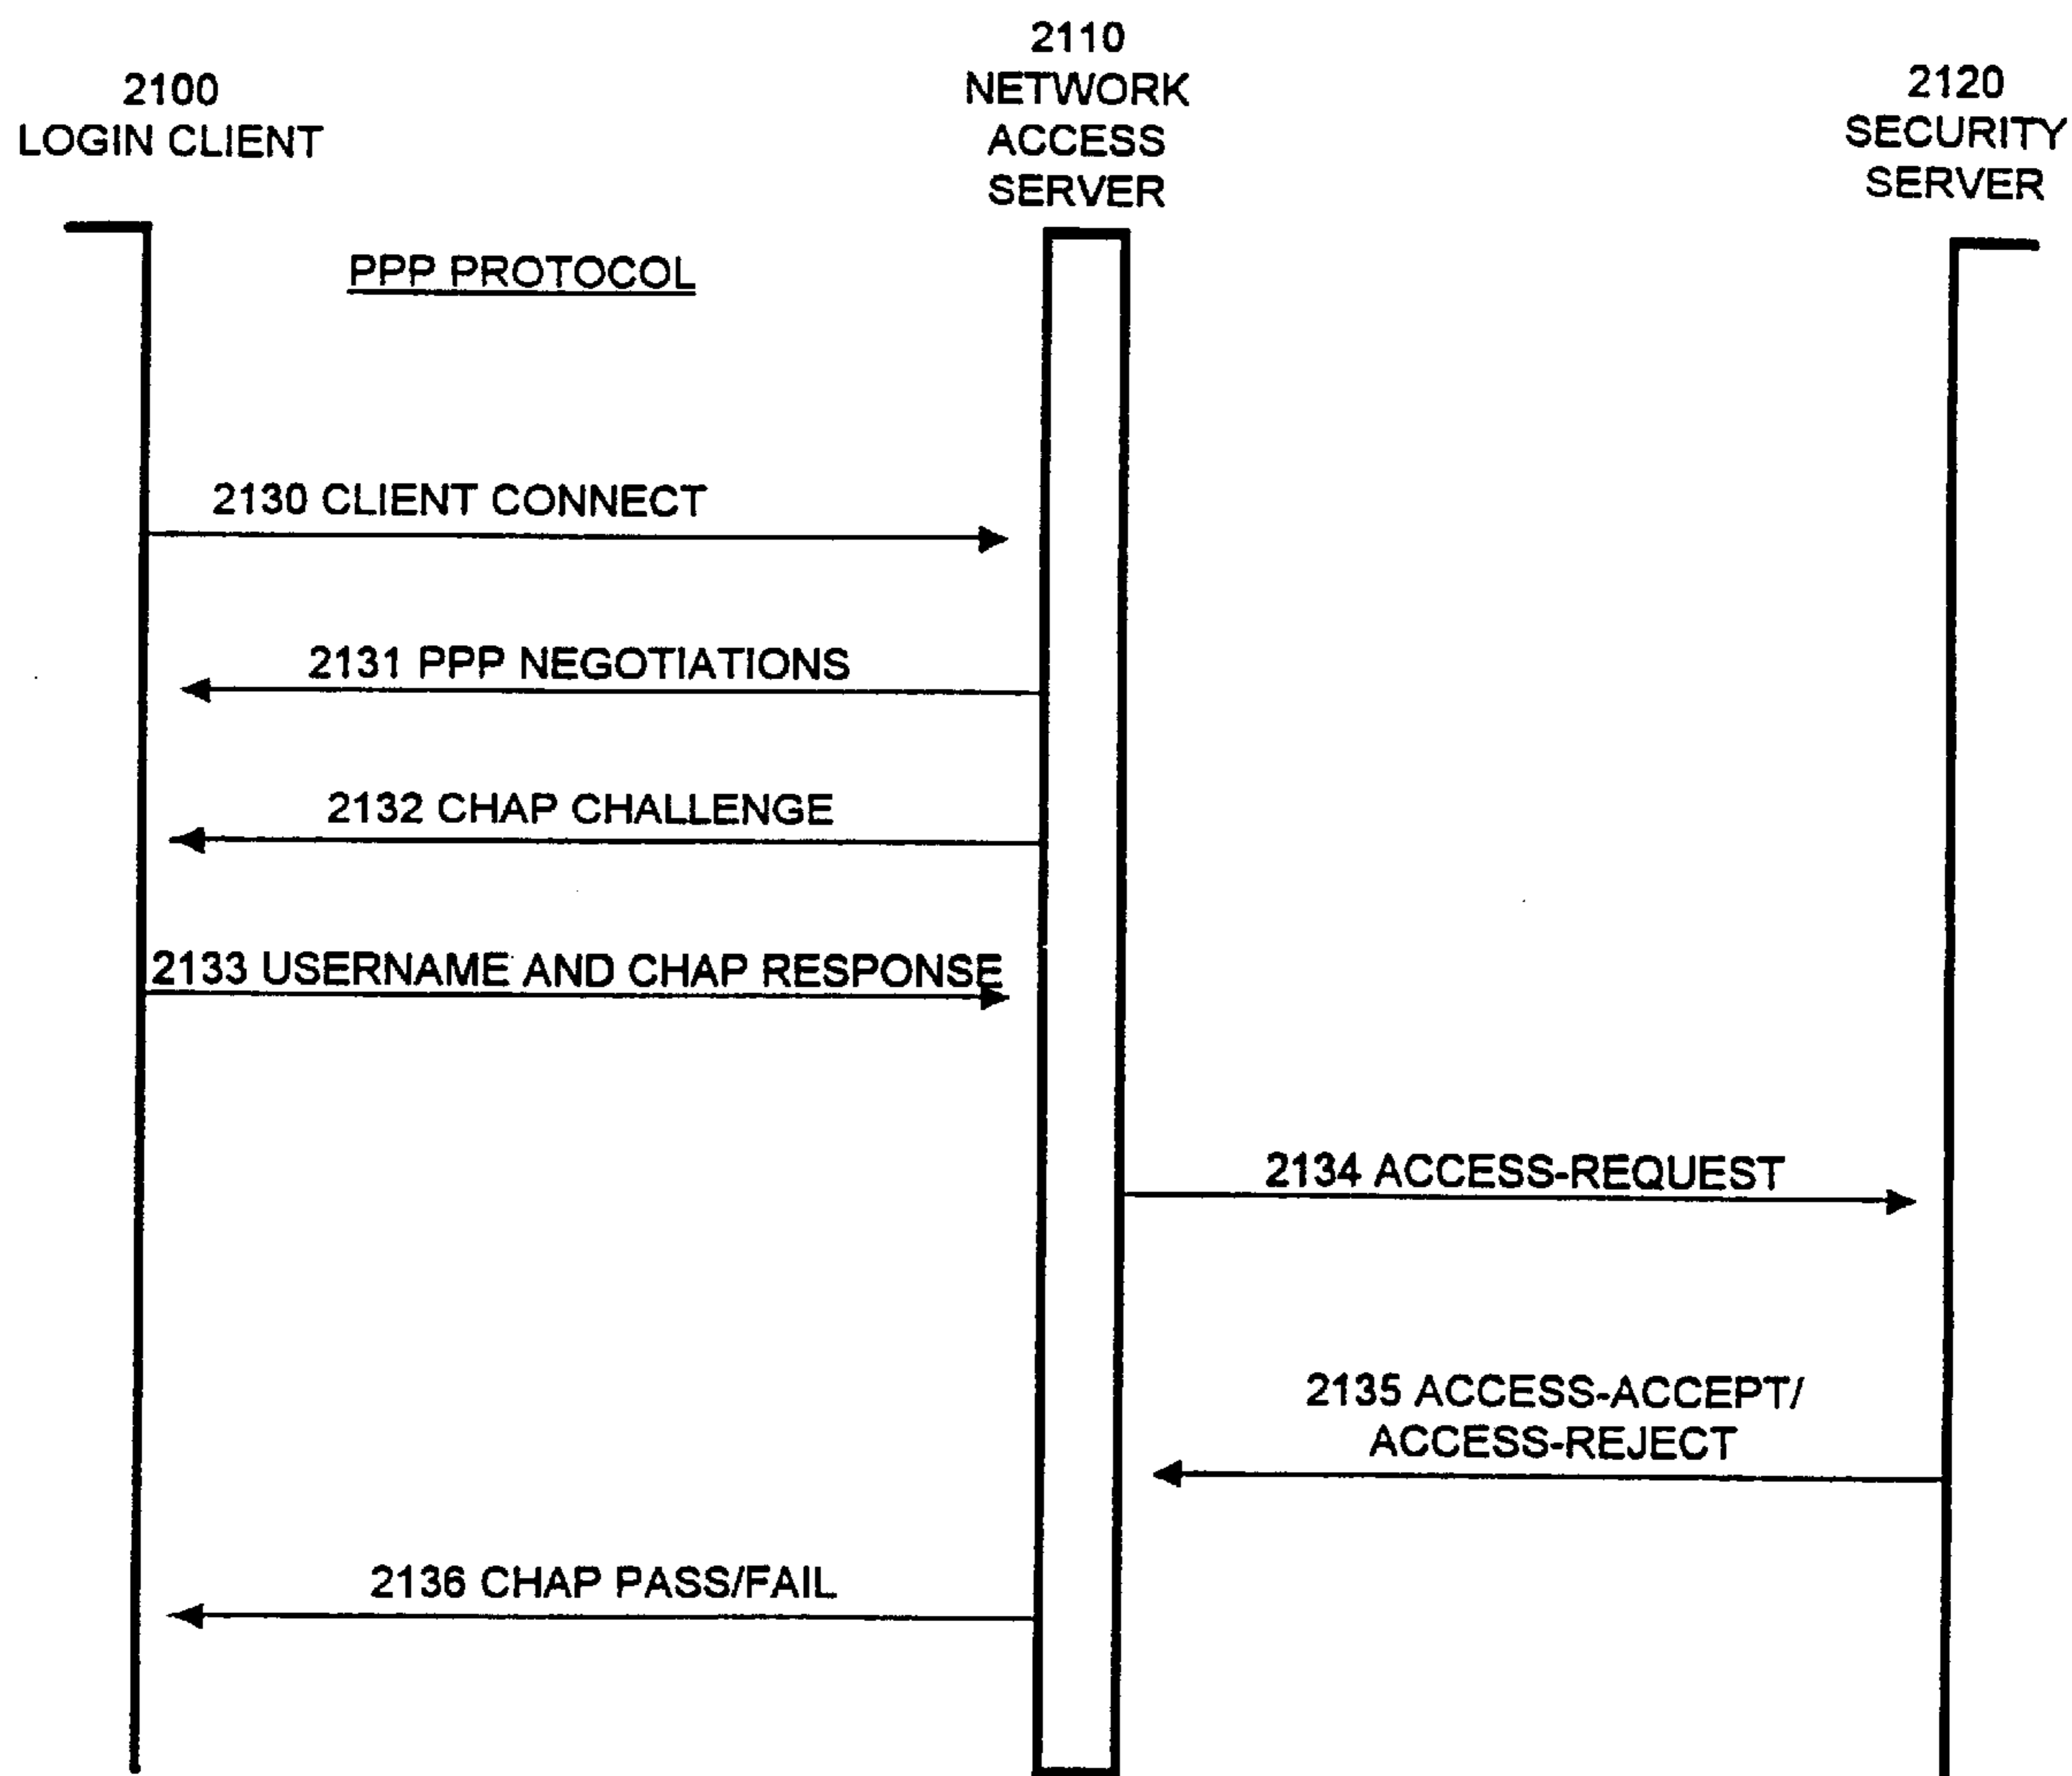 2100
LOGIN CLIENT
2110
NETWORK
ACCESS
SERVER
2120
SECURITY
SERVER
PPP PROTOCOL
2130 CLIENT CONNECT
2131 PPP NEGOTIATIONS
2132 CHAP CHALLENGE
2133 USERNAME AND CHAP RESPONSE
2134 ACCESS-REQUEST
2135 ACCESS-ACCEPT/
ACCESS-REJECT
2136 CHAP PASS/FAIL